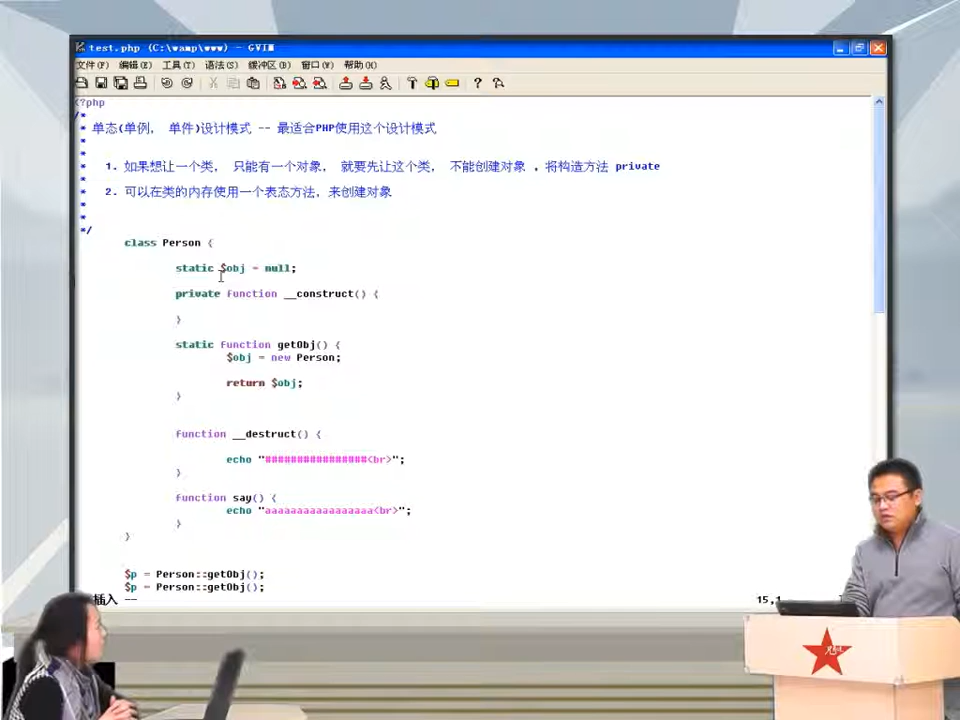 test.php (C:\wamp\www) - GVIM
文件(F) 编辑(E) 工具(T) 语法(S) 缓冲区(B) 窗口(W) 帮助(H)
<?php
/*
* 单态(单例, 单件)设计模式 -- 最适合PHP使用这个设计模式
*
*
* 1. 如果想让一个类, 只能有一个对象, 就要先让这个类, 不能创建对象 , 将构造方法 private
*
* 2. 可以在类的内存使用一个表态方法, 来创建对象
*
*
*/
class Person {
static $obj = null;
private function __construct() {
}
static function getObj() {
$obj = new Person;
return $obj;
}
function __destruct() {
echo "################<br>";
}
function say() {
echo "aaaaaaaaaaaaaaaaa<br>";
}
}
$p = Person::getObj();
$p = Person::getObj();
插入 --
15,1